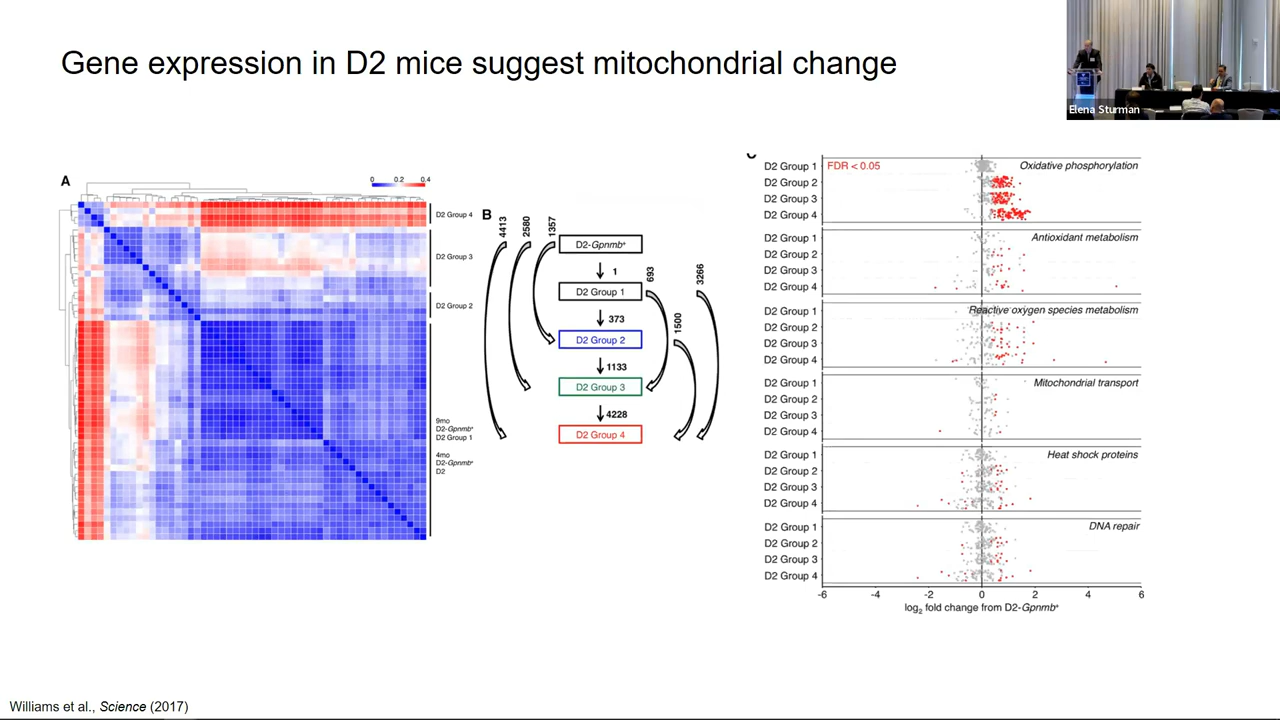 Gene expression in D2 mice suggest mitochondrial change
Elena Sturman
A
0 0.2 0.4
D2 Group 4
D2 Group 3
D2 Group 2
9mo
D2-Gpnmb⁺
D2 Group 1
4mo
D2-Gpnmb⁺
D2
B
4413
2580
1357
D2-Gpnmb⁺
1
693
3266
D2 Group 1
373
1500
D2 Group 2
1133
D2 Group 3
4228
D2 Group 4
C
D2 Group 1 FDR < 0.05 Oxidative phosphorylation
D2 Group 2
D2 Group 3
D2 Group 4
D2 Group 1 Antioxidant metabolism
D2 Group 2
D2 Group 3
D2 Group 4
D2 Group 1 Reactive oxygen species metabolism
D2 Group 2
D2 Group 3
D2 Group 4
D2 Group 1 Mitochondrial transport
D2 Group 2
D2 Group 3
D2 Group 4
D2 Group 1 Heat shock proteins
D2 Group 2
D2 Group 3
D2 Group 4
D2 Group 1 DNA repair
D2 Group 2
D2 Group 3
D2 Group 4
-6 -4 -2 0 2 4 6
log₂ fold change from D2-Gpnmb⁺
Williams et al., Science (2017)